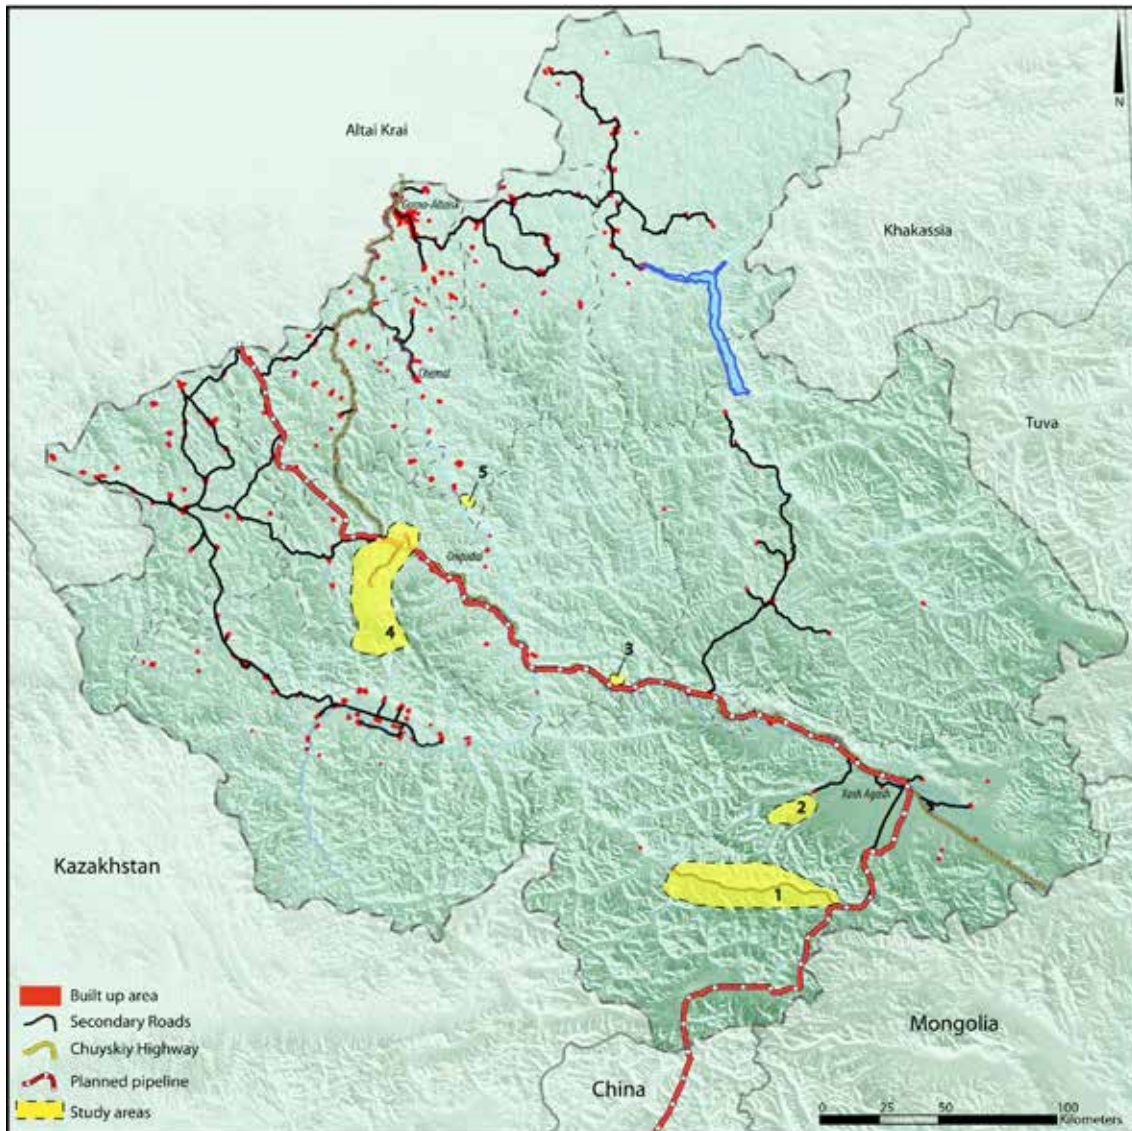 N
Altai Krai
Gorno-Altaisk
Khakassia
Chemal
Tuva
5
Ongudai
4
3
2
Kosh Agach
1
Kazakhstan
Mongolia
China
Built up area
Secondary Roads
Chuyskiy Highway
Planned pipeline
Study areas
0 25 50 100
Kilometers